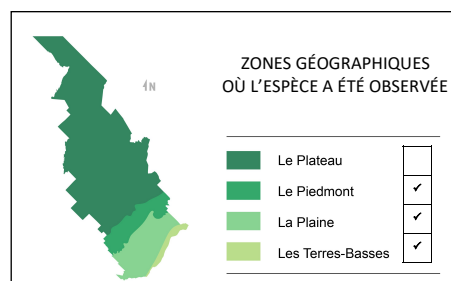 ZONES GÉOGRAPHIQUES
OÙ L'ESPÈCE A ÉTÉ OBSERVÉE
N
Le Plateau
Le Piedmont ✓
La Plaine ✓
Les Terres-Basses ✓